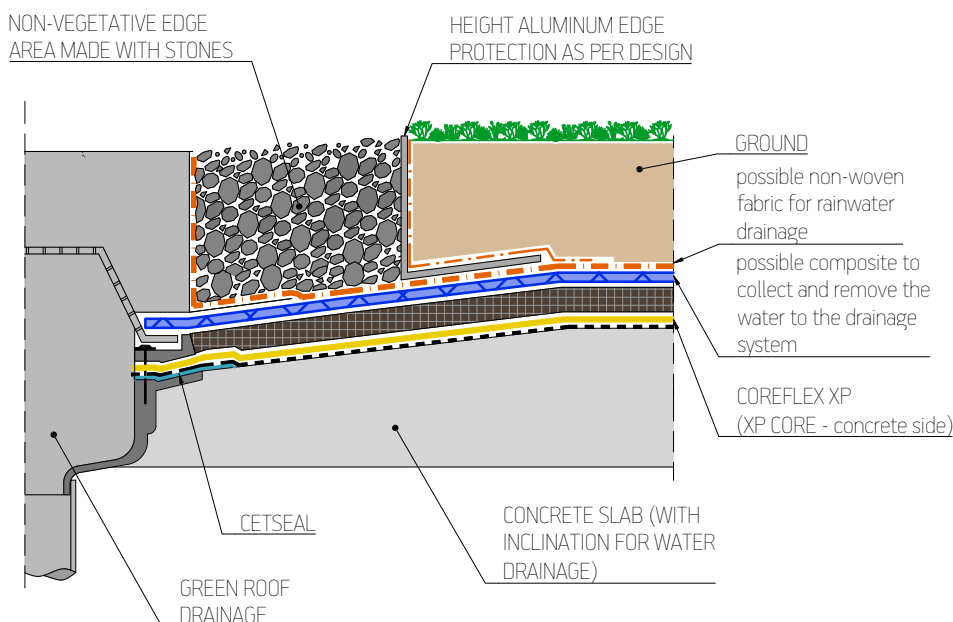 NON-VEGETATIVE EDGE
AREA MADE WITH STONES
HEIGHT ALUMINUM EDGE
PROTECTION AS PER DESIGN
GROUND
possible non-woven
fabric for rainwater
drainage
possible composite to
collect and remove the
water to the drainage
system
COREFLEX XP
(XP CORE - concrete side)
CETSEAL
CONCRETE SLAB (WITH
INCLINATION FOR WATER
DRAINAGE)
GREEN ROOF
DRAINAGE